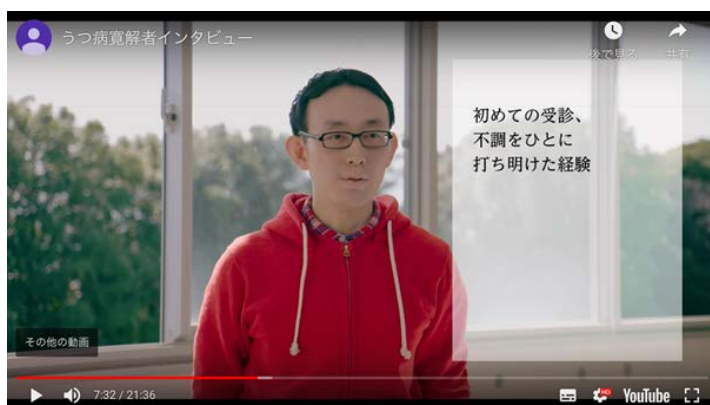 うつ病寛解者インタビュー
後で見る
共有
初めての受診、
不調をひとに
打ち明けた経験
その他の動画
7:32 / 21:36
HD
YouTube